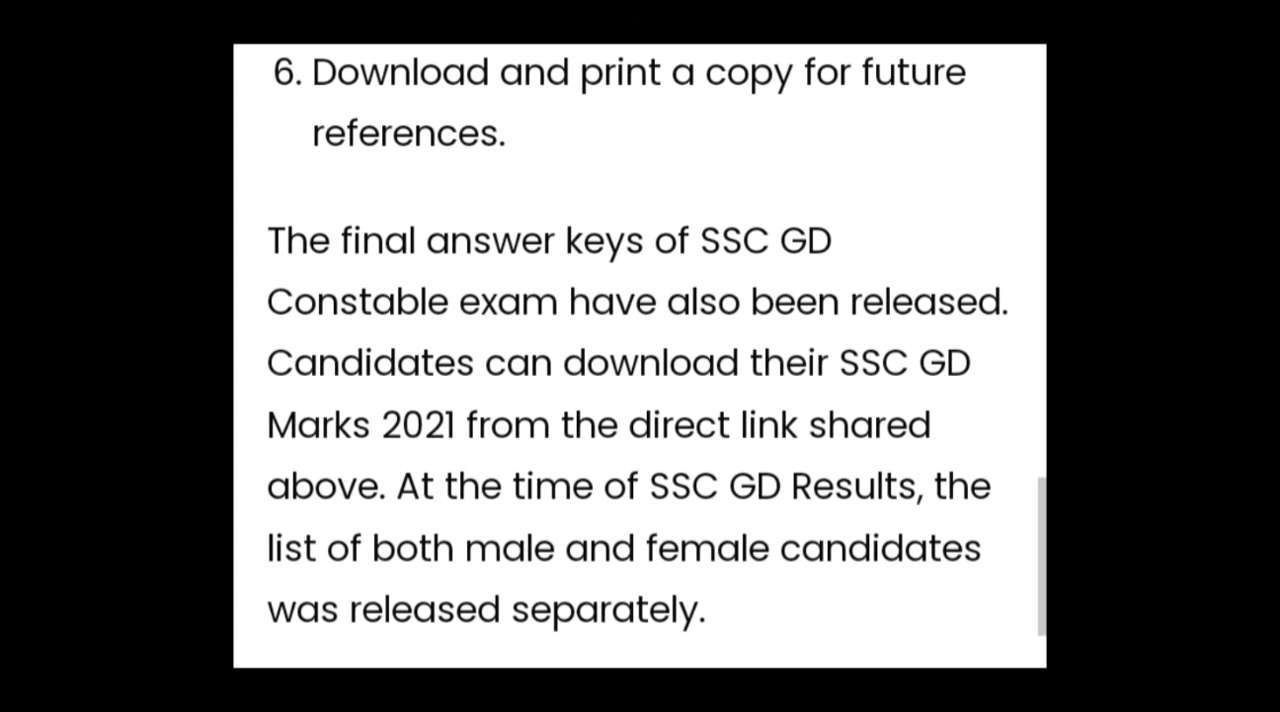 6. Download and print a copy for future
references.
The final answer keys of SSC GD
Constable exam have also been released.
Candidates can download their SSC GD
Marks 2021 from the direct link shared
above. At the time of SSC GD Results, the
list of both male and female candidates
was released separately.